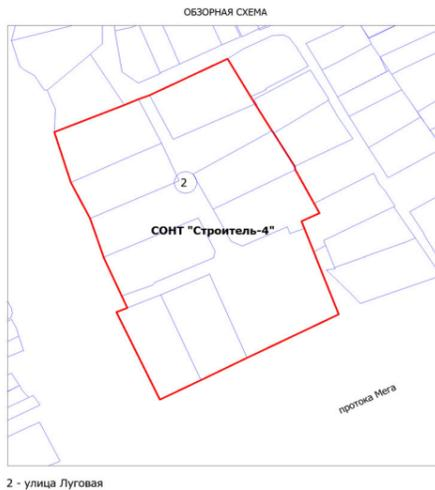 ОБЗОРНАЯ СХЕМА
2
СОНТ "Строитель-4"
протока Мега
2 - улица Луговая